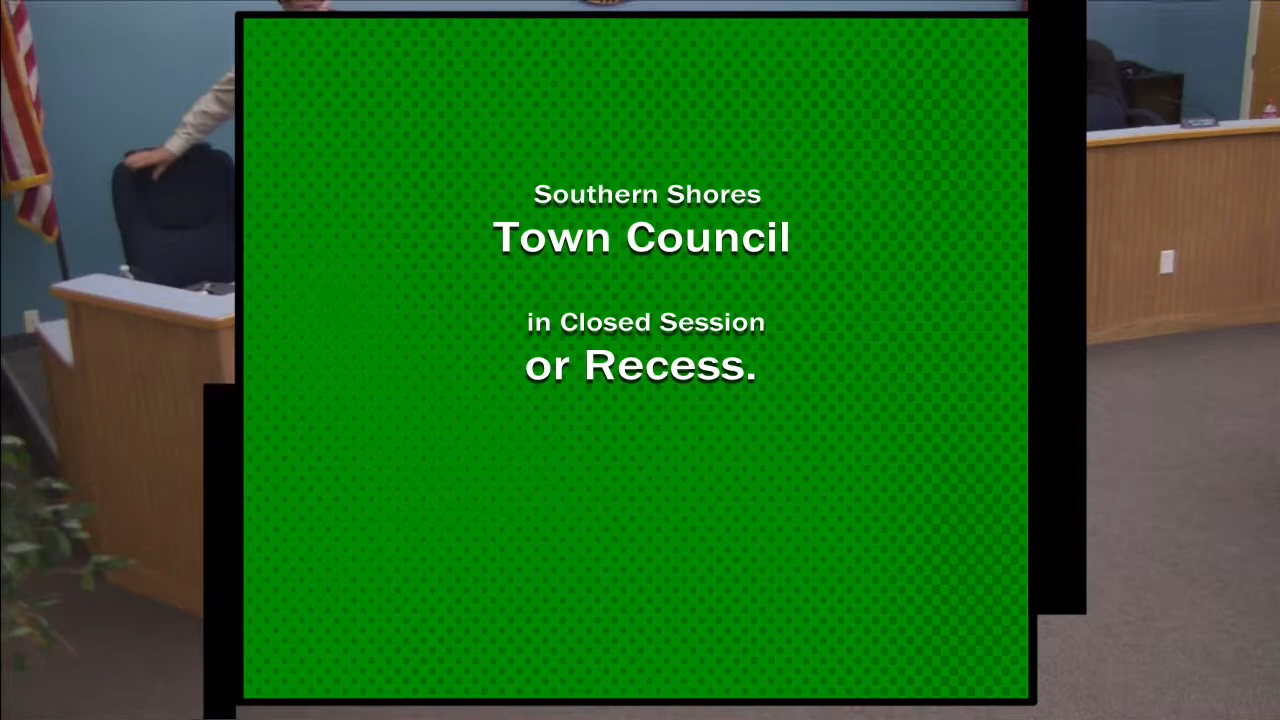 Southern Shores
Town Council
in Closed Session
or Recess.